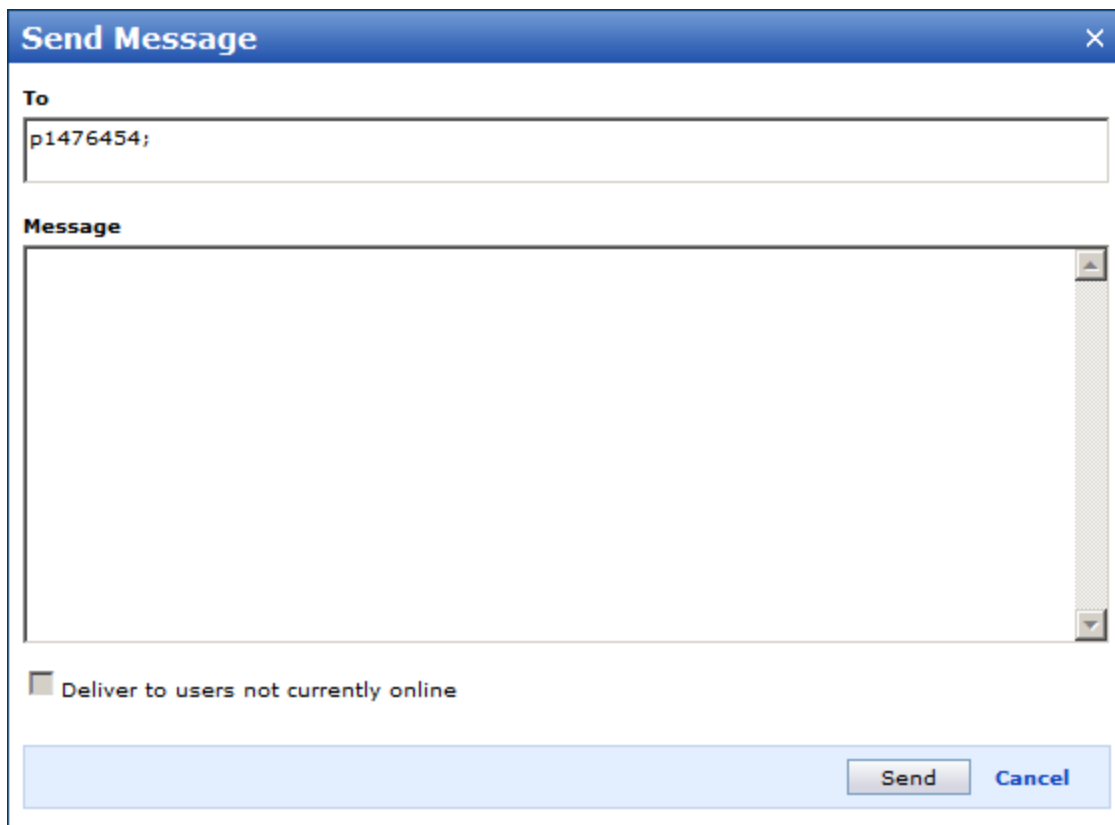 Send Message
To
p1476454;
Message
Deliver to users not currently online
Send Cancel